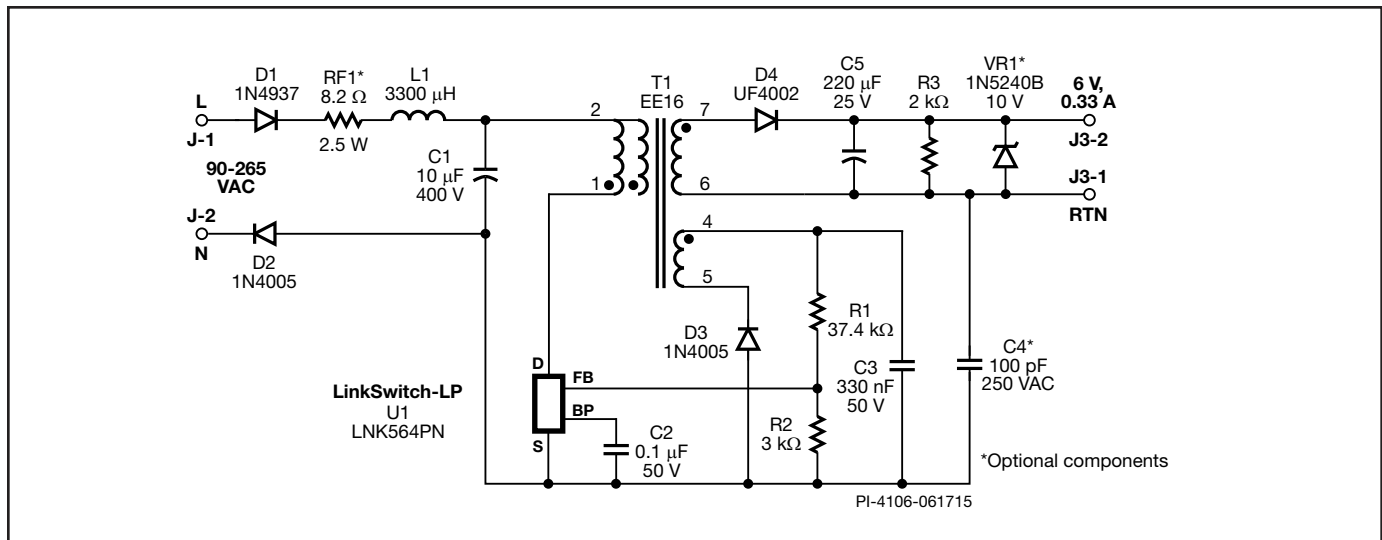 D1
1N4937
RF1*
8.2 Ω
2.5 W
L1
3300 μH
L
J-1
90-265
VAC
J-2
N
D2
1N4005
C1
10 μF
400 V
T1
EE16
2
1
7
6
4
5
D4
UF4002
C5
220 μF
25 V
R3
2 kΩ
VR1*
1N5240B
10 V
6 V,
0.33 A
J3-2
J3-1
RTN
D3
1N4005
R1
37.4 kΩ
C3
330 nF
50 V
R2
3 kΩ
C4*
100 pF
250 VAC
D
FB
BP
S
LinkSwitch-LP
U1
LNK564PN
C2
0.1 μF
50 V
*Optional components
PI-4106-061715